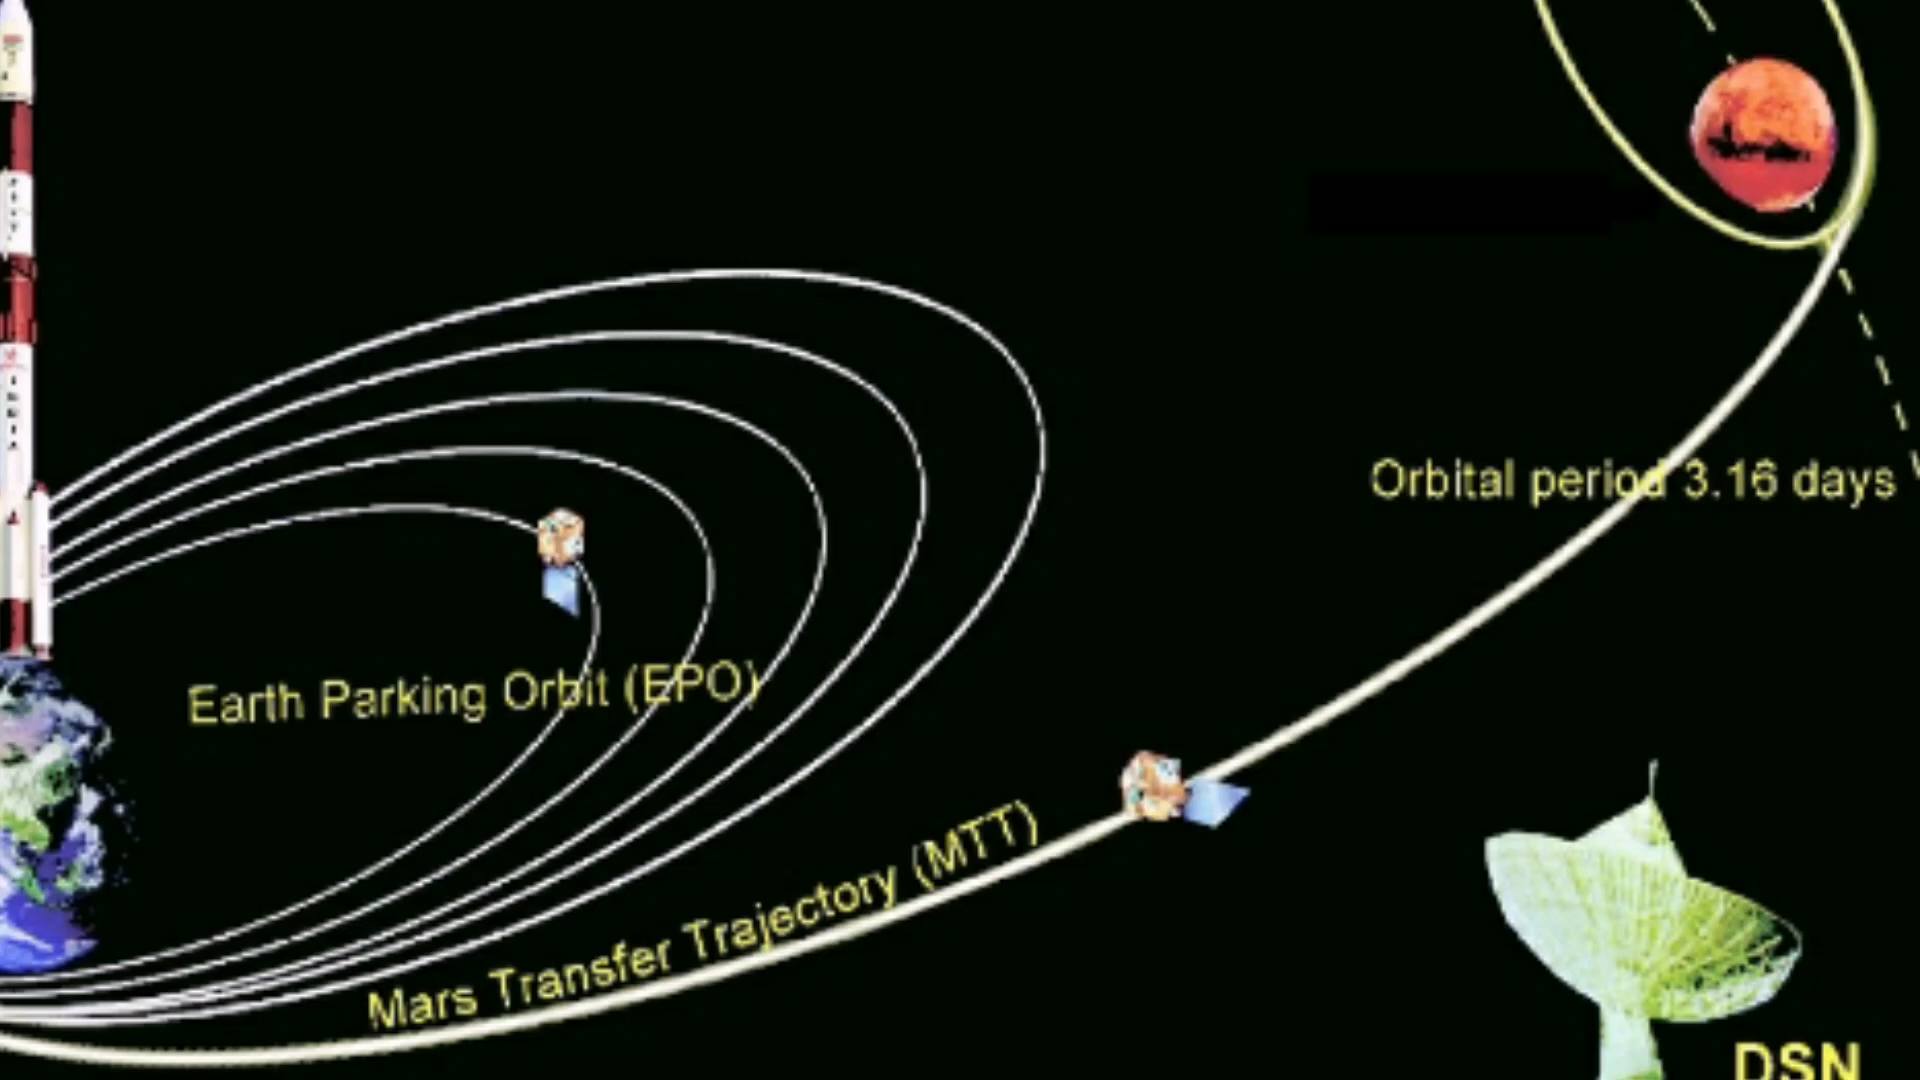 Orbital period 3.16 days
Earth Parking Orbit (EPO)
Mars Transfer Trajectory (MTT)
DSN